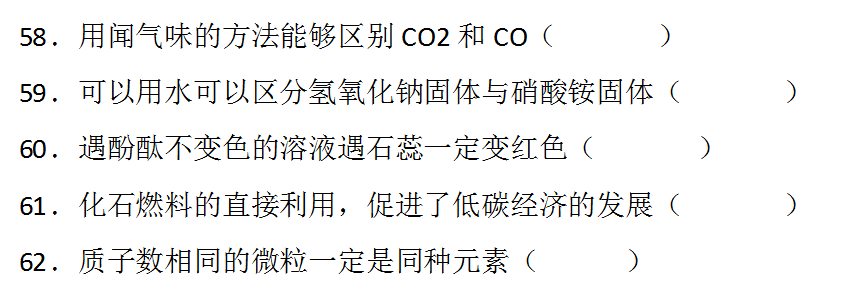 58．用闻气味的方法能够区别 CO2 和 CO（　　　）
59．可以用水可以区分氢氧化钠固体与硝酸铵固体（　　　）
60．遇酚酞不变色的溶液遇石蕊一定变红色（　　　）
61．化石燃料的直接利用，促进了低碳经济的发展（　　　）
62．质子数相同的微粒一定是同种元素（　　　）